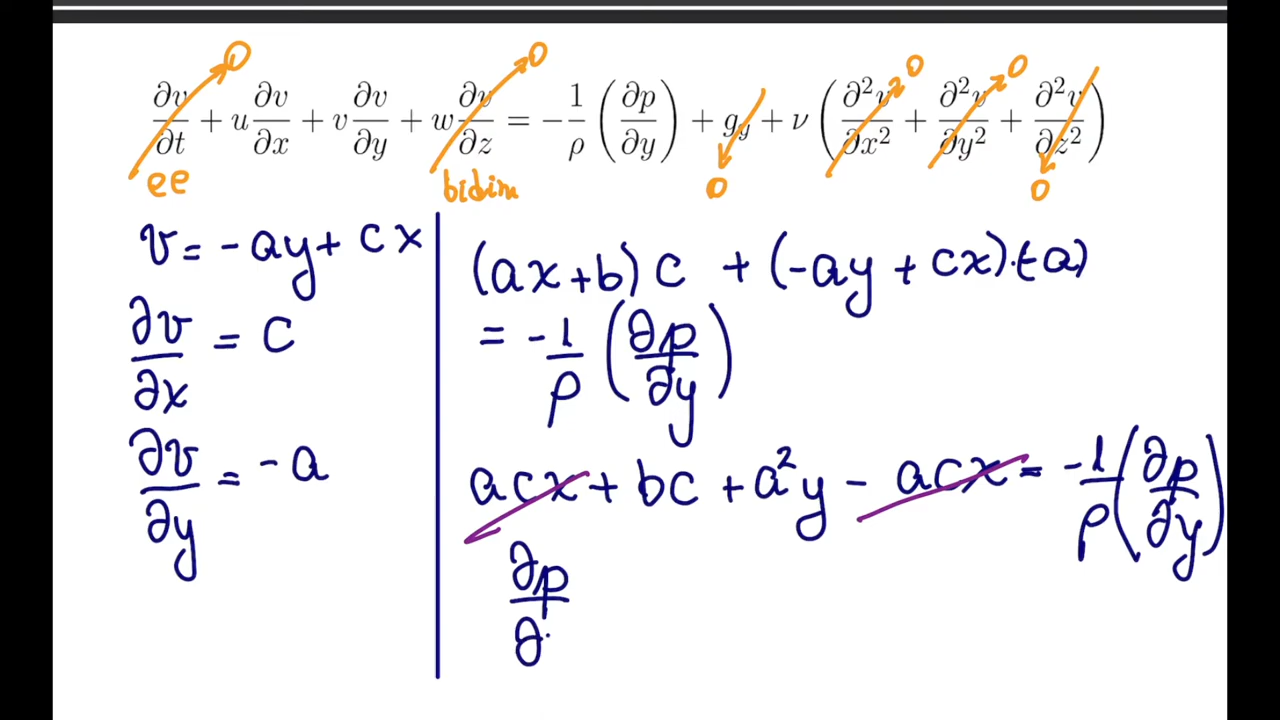 ∂v/∂t + u ∂v/∂x + v ∂v/∂y + w ∂v/∂z = -1/ρ (∂p/∂y) + g_y + ν (∂²v/∂x² + ∂²v/∂y² + ∂²v/∂z²)
0 0 0 0 0 0
ee bidim
v = -ay + cx
∂v/∂x = c
∂v/∂y = -a
(ax+b)c + (-ay + cx)·(-a)
= -1/ρ (∂p/∂y)
acx + bc + a²y - acx = -1/ρ (∂p/∂y)
∂p/∂